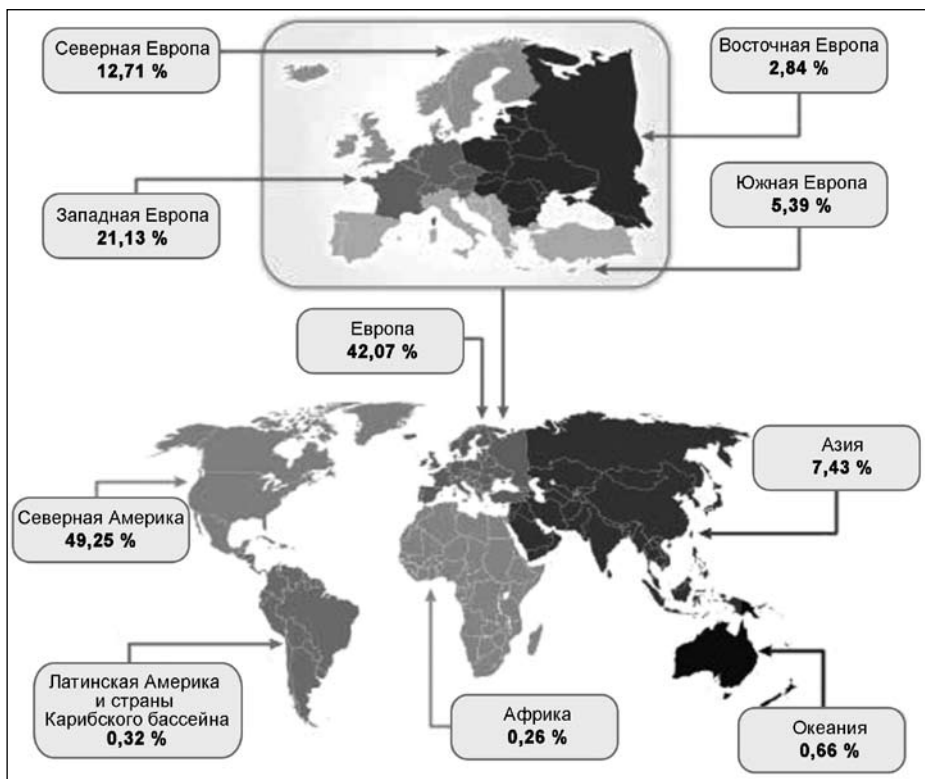 Северная Европа
12,71 %
Восточная Европа
2,84 %
Западная Европа
21,13 %
Южная Европа
5,39 %
Европа
42,07 %
Азия
7,43 %
Северная Америка
49,25 %
Латинская Америка
и страны
Карибского бассейна
0,32 %
Африка
0,26 %
Океания
0,66 %